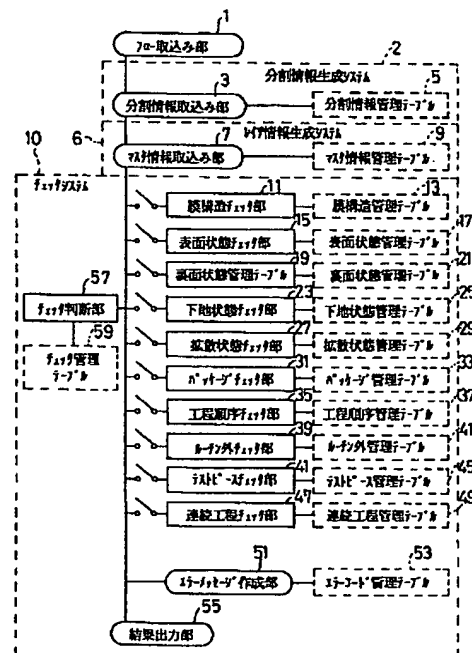 1
ﾌﾛｰ取込み部
2
分割情報生成システム
3
5
分割情報取込み部
分割情報管理テーブル
6
レイア情報生成システム
7
9
マスタ情報取込み部
マスタ情報管理テーブル
10
チェックシステム
11
13
膜構造チェック部
膜構造管理テーブル
15
17
表面状態チェック部
表面状態管理テーブル
19
21
裏面状態管理テーブル
裏面状態管理テーブル
23
25
下地状態チェック部
下地状態管理テーブル
57
チェック判断部
59
チェック管理
テーブル
27
29
拡散状態チェック部
拡散状態管理テーブル
31
33
パッケージチェック部
パッケージ管理テーブル
35
37
工程順序チェック部
工程順序管理テーブル
39
41
ルーチン外チェック部
ルーチン外管理テーブル
41
45
テストピースチェック部
テストピース管理テーブル
47
49
連続工程チェック部
連続工程管理テーブル
51
53
エラーメッセージ作成部
エラーコード管理テーブル
55
結果出力部